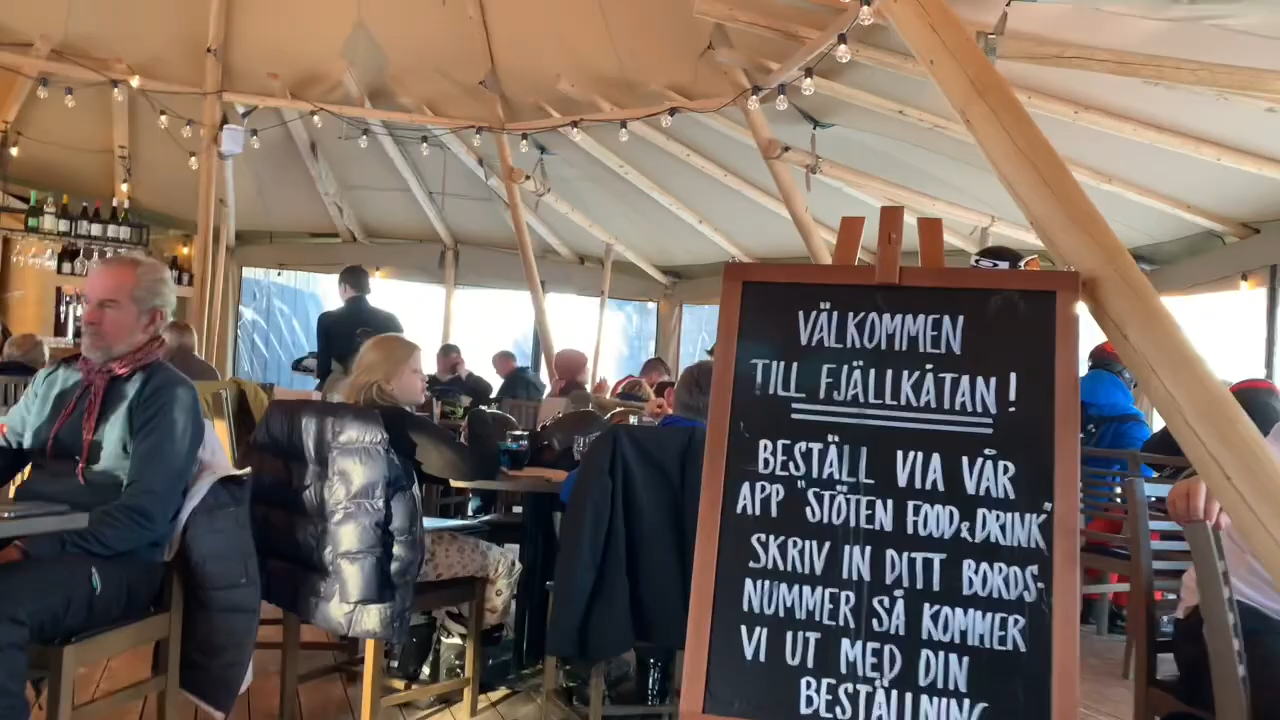 VÄLKOMMEN
TILL FJÄLLKÅTAN!
BESTÄLL VIA VÅR
APP "STÖTEN FOOD & DRINK"
SKRIV IN DITT BORDS-
NUMMER SÅ KOMMER
VI UT MED DIN
BESTÄLLNING